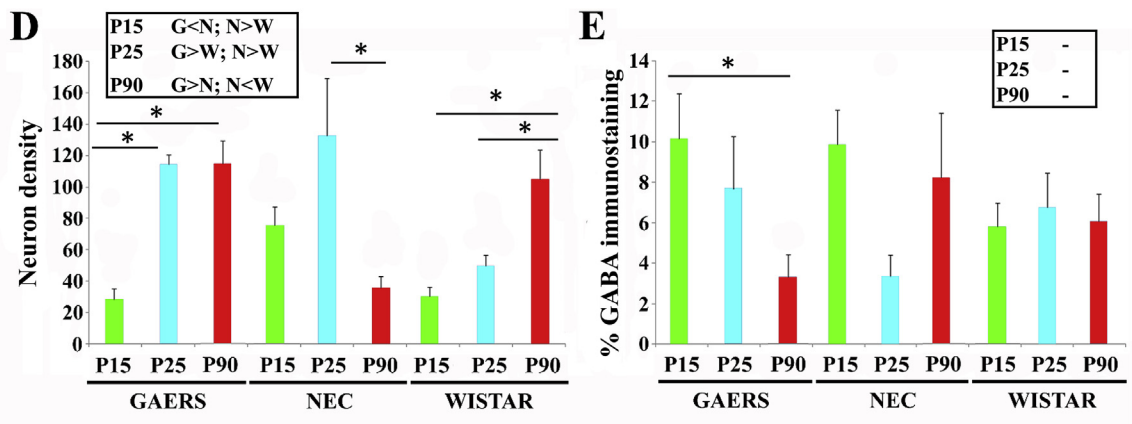 D
P15 G<N; N>W
P25 G>W; N>W
P90 G>N; N<W
Neuron density
180
160
140
120
100
80
60
40
20
0
*
*
*
*
*
P15 P25 P90 P15 P25 P90 P15 P25 P90
GAERS NEC WISTAR
E
P15 -
P25 -
P90 -
% GABA immunostaining
14
12
10
8
6
4
2
0
*
P15 P25 P90 P15 P25 P90 P15 P25 P90
GAERS NEC WISTAR